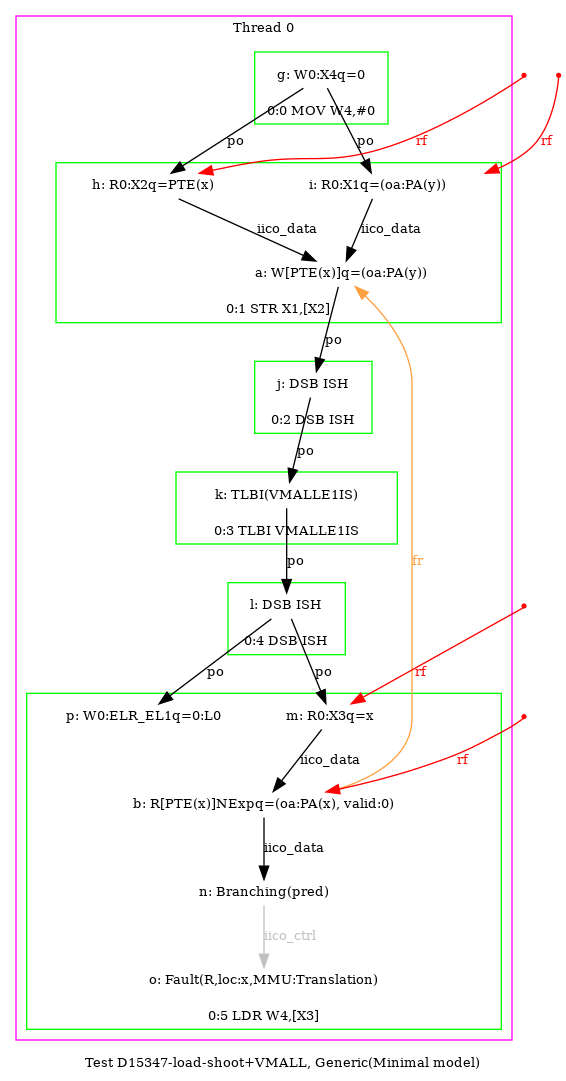 Thread 0
g: W0:X4q=0
0:0 MOV W4,#0
po
po
rf
rf
h: R0:X2q=PTE(x)
i: R0:X1q=(oa:PA(y))
iico_data
iico_data
a: W[PTE(x)]q=(oa:PA(y))
0:1 STR X1,[X2]
po
j: DSB ISH
0:2 DSB ISH
po
k: TLBI(VMALLE1IS)
0:3 TLBI VMALLE1IS
po
fr
l: DSB ISH
0:4 DSB ISH
po
po
rf
p: W0:ELR_EL1q=0:L0
m: R0:X3q=x
iico_data
rf
b: R[PTE(x)]NExpq=(oa:PA(x), valid:0)
iico_data
n: Branching(pred)
iico_ctrl
o: Fault(R,loc:x,MMU:Translation)
0:5 LDR W4,[X3]
Test D15347-load-shoot+VMALL, Generic(Minimal model)